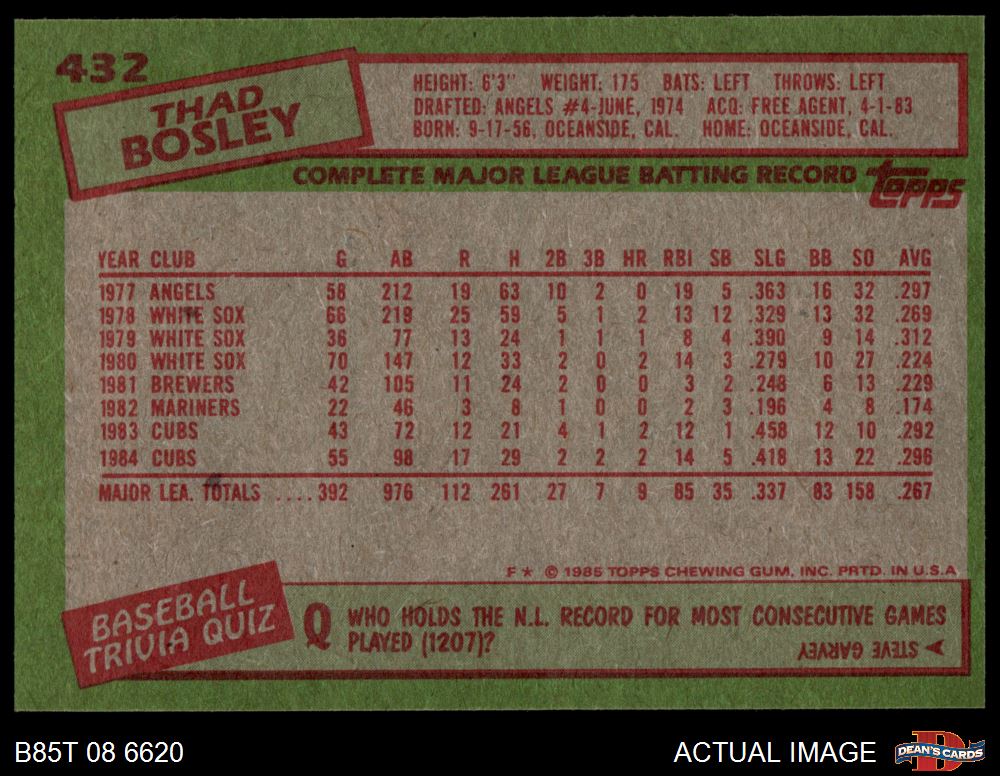 432
THAD
BOSLEY
HEIGHT: 6'3" WEIGHT: 175 BATS: LEFT THROWS: LEFT
DRAFTED: ANGELS #4-JUNE, 1974 ACQ: FREE AGENT, 4-1-83
BORN: 9-17-56, OCEANSIDE, CAL. HOME: OCEANSIDE, CAL.
COMPLETE MAJOR LEAGUE BATTING RECORD topps
YEAR CLUB G AB R H 2B 3B HR RBI SB SLG BB SO AVG
1977 ANGELS 58 212 19 63 10 2 0 19 5 .363 16 32 .297
1978 WHITE SOX 66 219 25 59 5 1 2 13 12 .329 13 32 .269
1979 WHITE SOX 36 77 13 24 1 1 1 8 4 .390 9 14 .312
1980 WHITE SOX 70 147 12 33 2 0 2 14 3 .279 10 27 .224
1981 BREWERS 42 105 11 24 2 0 0 3 2 .248 6 13 .229
1982 MARINERS 22 46 3 8 1 0 0 2 3 .196 4 8 .174
1983 CUBS 43 72 12 21 4 1 2 12 1 .458 12 10 .292
1984 CUBS 55 98 17 29 2 2 2 14 5 .418 13 22 .296
MAJOR LEA. TOTALS .... 392 976 112 261 27 7 9 85 35 .337 83 158 .267
F ★ © 1985 TOPPS CHEWING GUM, INC. PRTD. IN U.S.A.
BASEBALL
TRIVIA QUIZ
Q WHO HOLDS THE N.L. RECORD FOR MOST CONSECUTIVE GAMES
PLAYED (1207)?
STEVE GARVEY
B85T 08 6620
ACTUAL IMAGE
D
DEAN'S CARDS